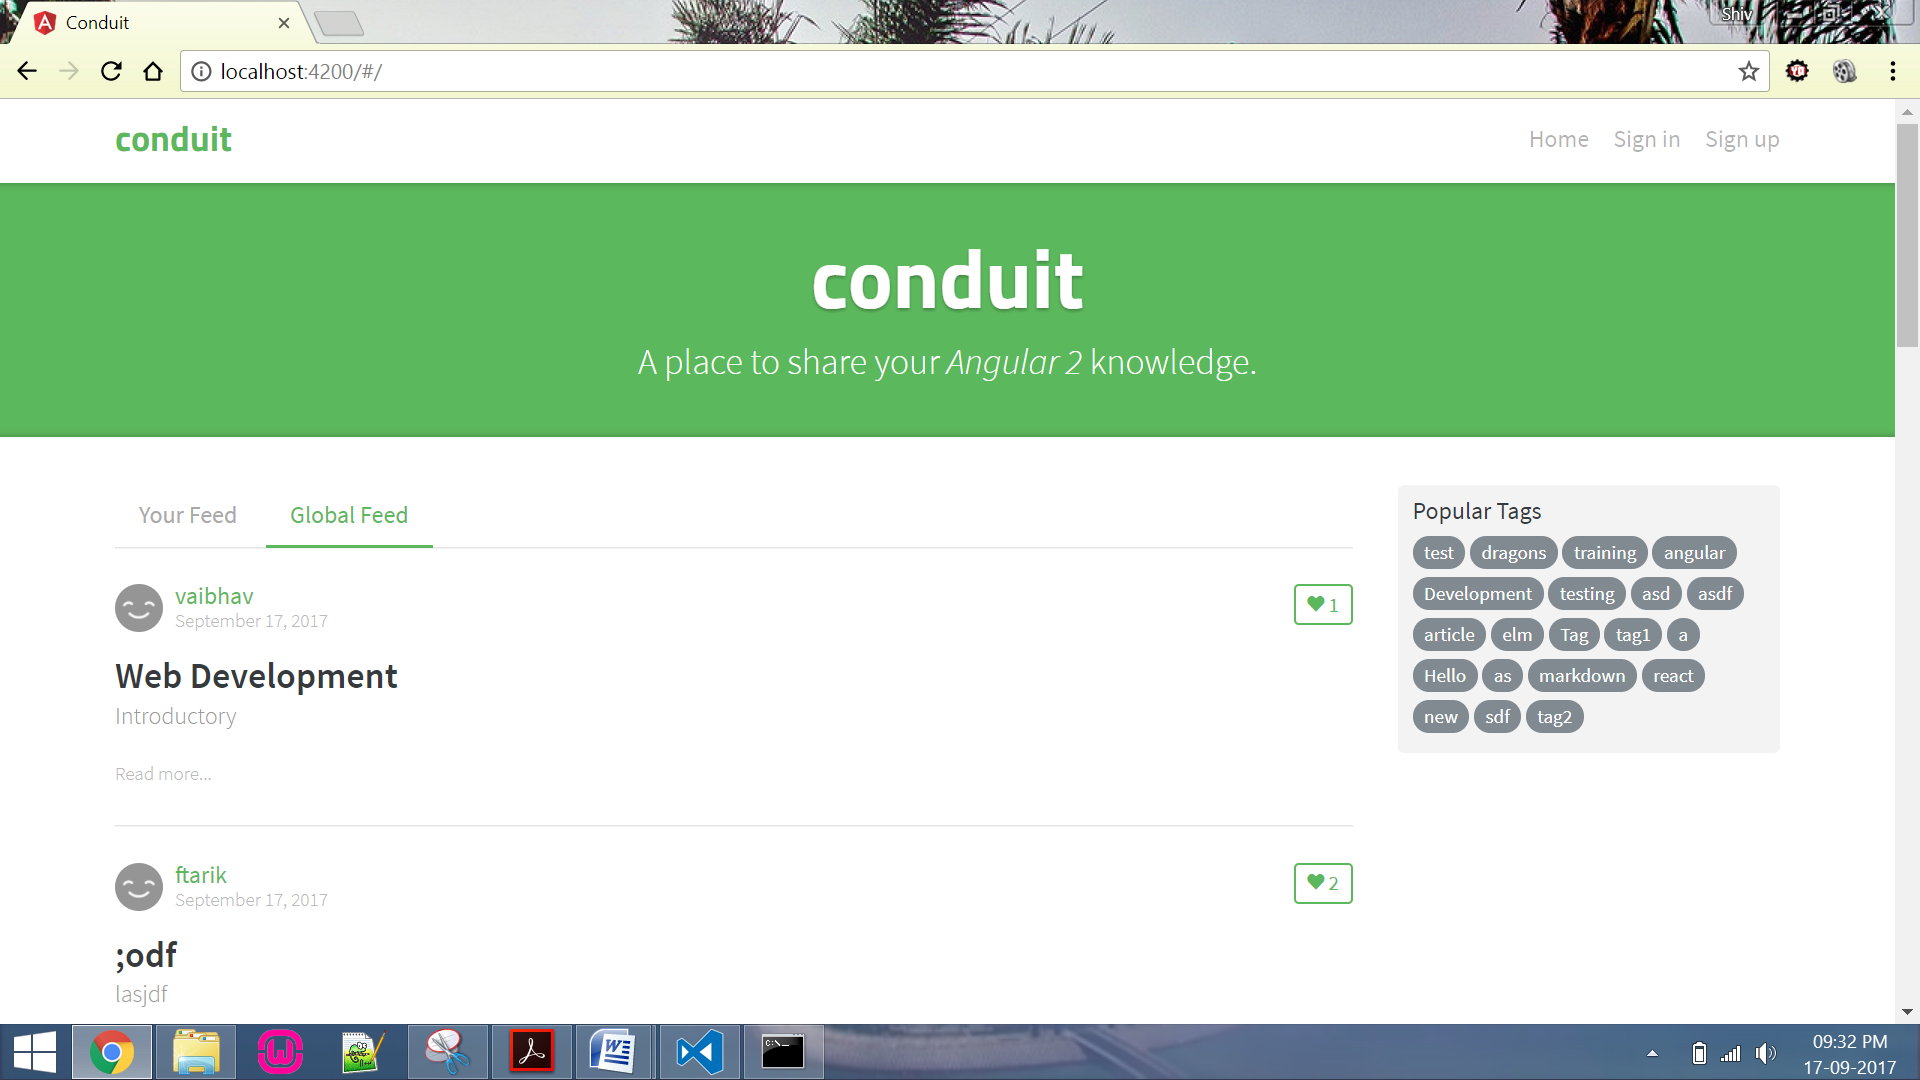 Conduit
Shiv
localhost:4200/#/
conduit
Home Sign in Sign up
conduit
A place to share your Angular 2 knowledge.
Your Feed Global Feed
vaibhav
September 17, 2017
1
Web Development
Introductory
Read more...
ftarik
September 17, 2017
2
;odf
lasjdf
Popular Tags
test dragons training angular
Development testing asd asdf
article elm Tag tag1 a
Hello as markdown react
new sdf tag2
09:32 PM
17-09-2017